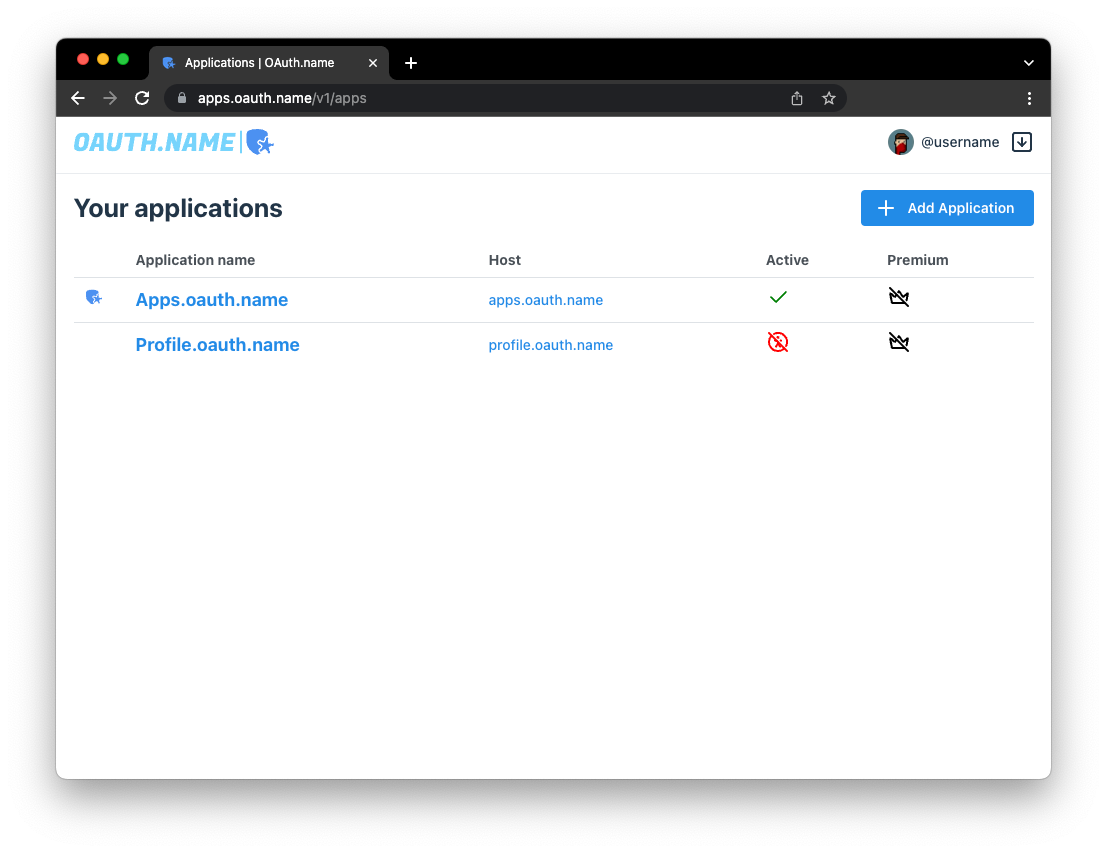 Applications | OAuth.name
apps.oauth.name/v1/apps
OAUTH.NAME
@username
Your applications
Add Application
Application name Host Active Premium
Apps.oauth.name apps.oauth.name
Profile.oauth.name profile.oauth.name